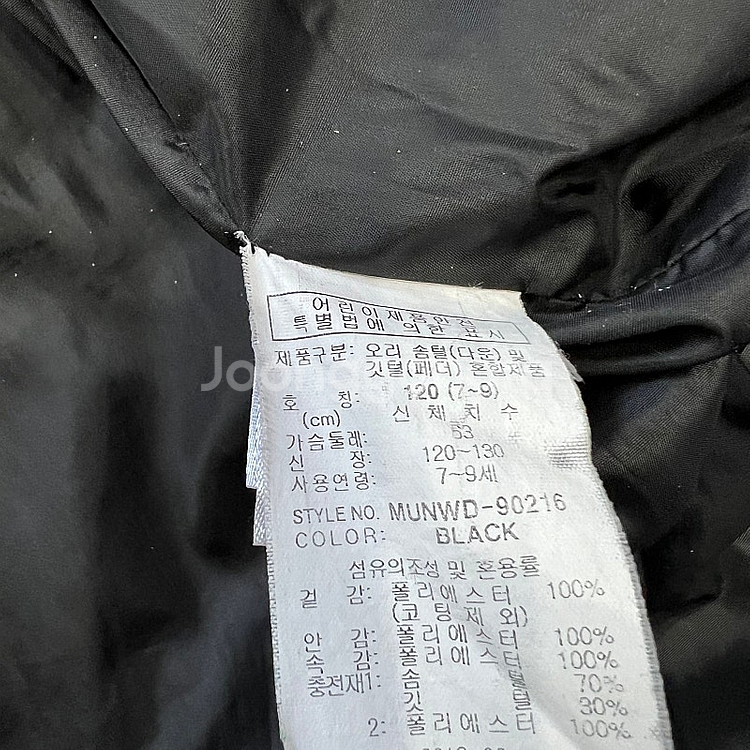 어린이제품안전
특별법에 의한 표시
제품구분: 오리 솜털(다운) 및
깃털(페더) 혼합제품
호 칭: 120 (7~9)
(cm) 신 체 치 수
가슴둘레: 63
신 장: 120~130
사용연령: 7~9세
STYLE NO. MUNWD-90216
COLOR: BLACK
섬유의조성 및 혼용률
겉 감: 폴리에스터 100%
(코팅 제 외)
안 감: 폴리에스터 100%
속 감: 폴리에스터 100%
충전재1: 솜 털 70%
깃 털 30%
2: 폴리에스터 100%